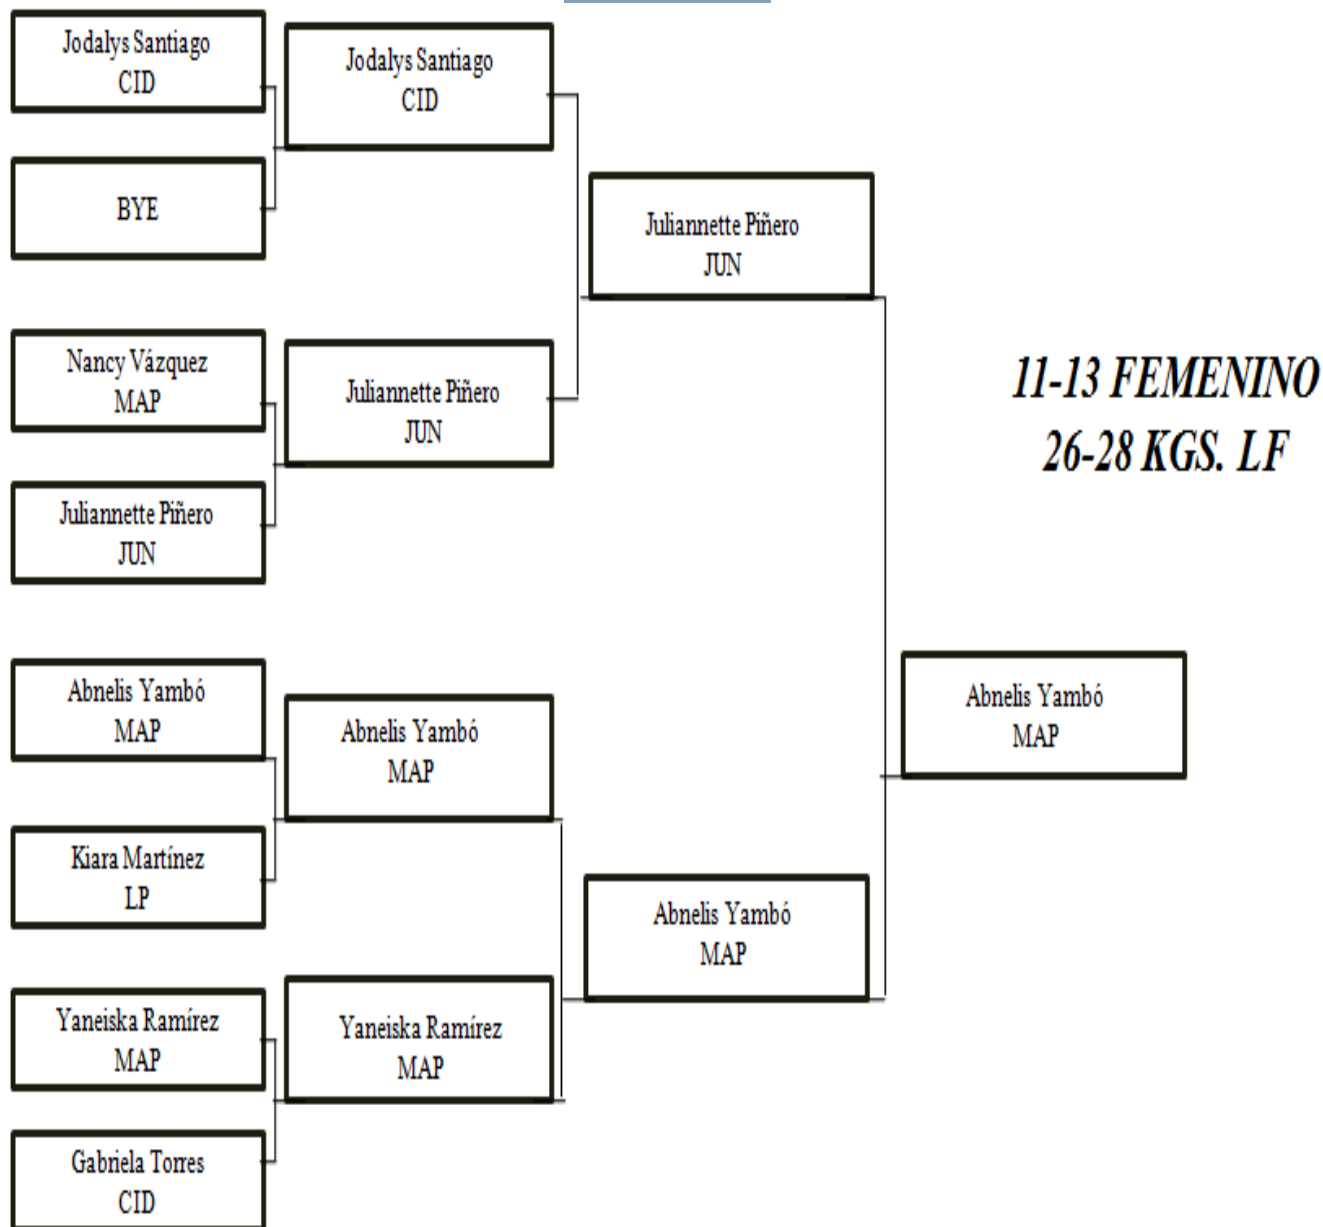 Jodalys Santiago
CID
BYE
Nancy Vázquez
MAP
Juliannette Piñero
JUN
Abnelis Yambó
MAP
Kiara Martínez
LP
Yaneiska Ramírez
MAP
Gabriela Torres
CID
Jodalys Santiago
CID
Juliannette Piñero
JUN
Abnelis Yambó
MAP
Yaneiska Ramírez
MAP
Juliannette Piñero
JUN
Abnelis Yambó
MAP
11-13 FEMENINO
26-28 KGS. LF
Abnelis Yambó
MAP